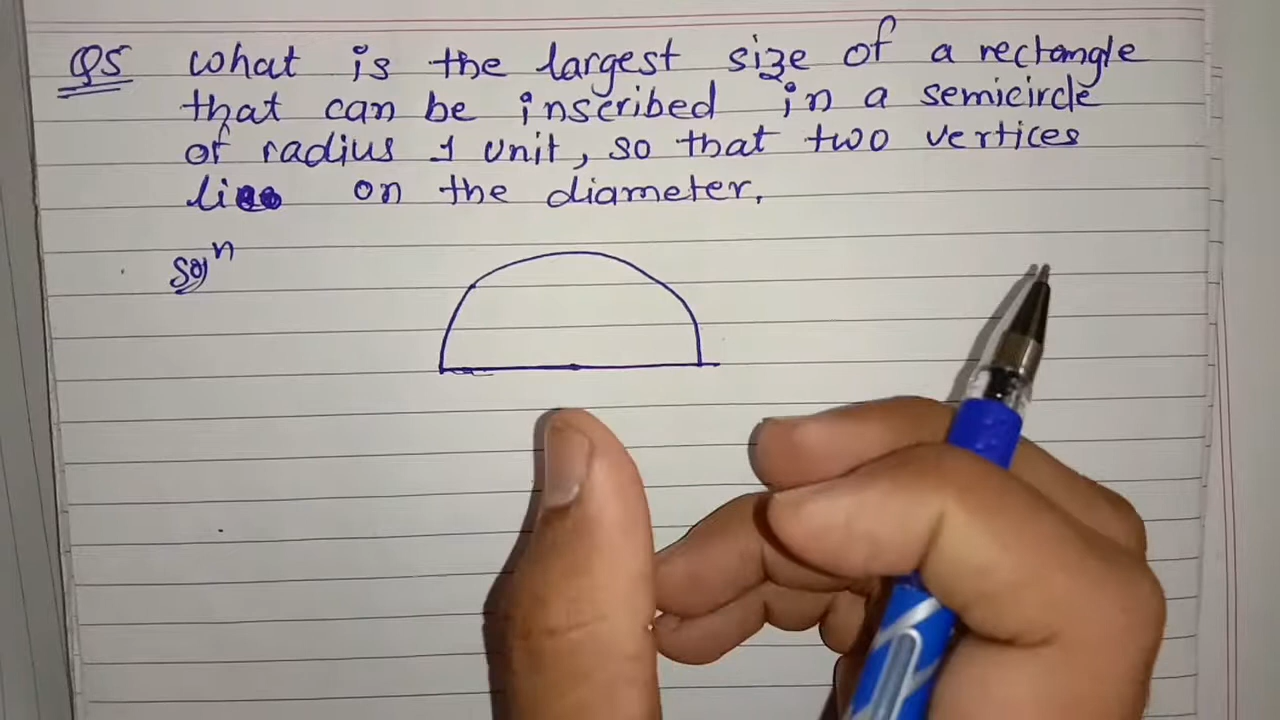 Q5 What is the largest size of a rectangle
that can be inscribed in a semicircle
of radius 1 unit, so that two vertices
lie on the diameter.
Solⁿ